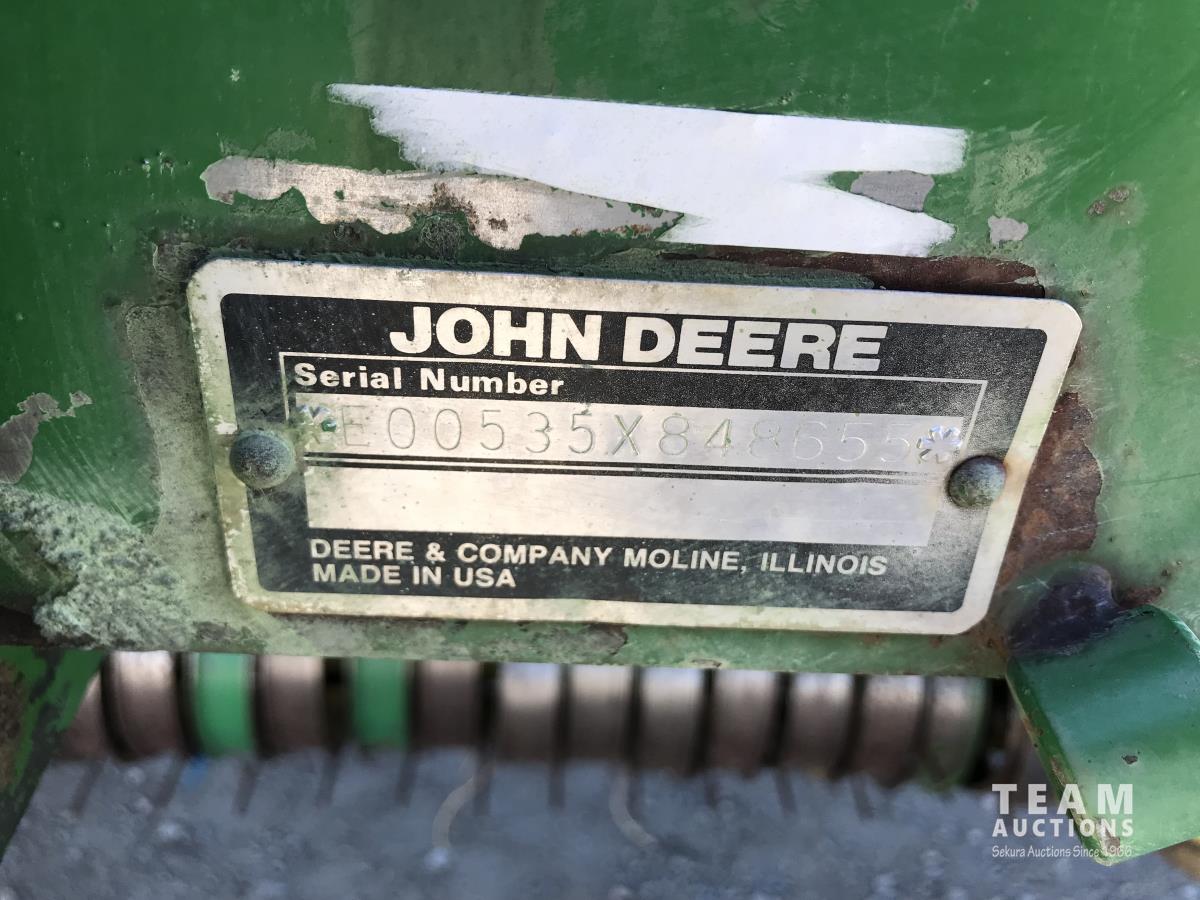 JOHN DEERE
Serial Number
*E00535X848655*
DEERE & COMPANY MOLINE, ILLINOIS
MADE IN USA
TEAM
AUCTIONS
Sekura Auctions Since 1966